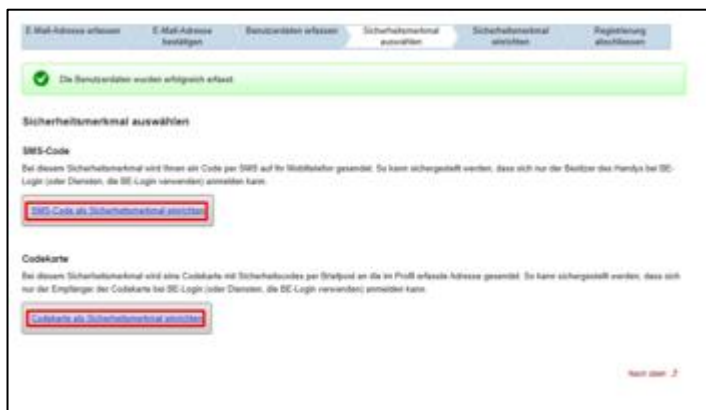 E-Mail-Adresse erfassen
E-Mail-Adresse bestätigen
Benutzerdaten erfassen
Sicherheitsmerkmal auswählen
Sicherheitsmerkmal einrichten
Registrierung abschliessen
Die Benutzerdaten wurden erfolgreich erfasst.
Sicherheitsmerkmal auswählen
SMS-Code
Bei diesem Sicherheitsmerkmal wird Ihnen ein Code per SMS auf Ihr Mobiltelefon gesendet. So kann sichergestellt werden, dass sich nur der Besitzer des Handys bei BE-
Login (oder Diensten, die BE-Login verwenden) anmelden kann.
SMS-Code als Sicherheitsmerkmal einrichten
Codekarte
Bei diesem Sicherheitsmerkmal wird eine Codekarte mit Sicherheitscodes per Briefpost an die im Profil erfasste Adresse gesendet. So kann sichergestellt werden, dass sich
nur der Empfänger der Codekarte bei BE-Login (oder Diensten, die BE-Login verwenden) anmelden kann.
Codekarte als Sicherheitsmerkmal einrichten
Nach oben